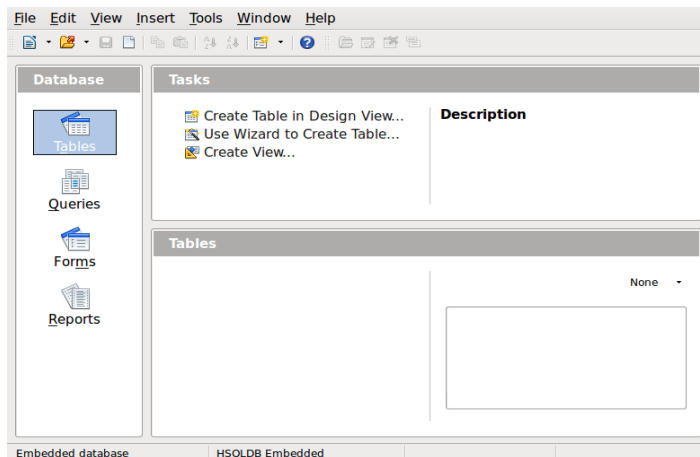 File Edit View Insert Tools Window Help
Database
Tables
Queries
Forms
Reports
Tasks
Create Table in Design View...
Use Wizard to Create Table...
Create View...
Description
Tables
None
Embedded database
HSQLDB Embedded